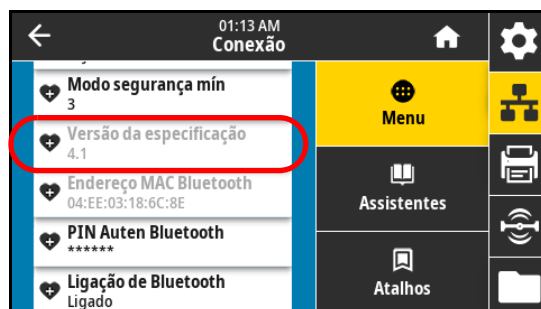 01:13 AM
Conexão
Modo segurança mín
3
Versão da especificação
4.1
Endereço MAC Bluetooth
04:EE:03:18:6C:8E
PIN Auten Bluetooth
******
Ligação de Bluetooth
Ligado
Menu
Assistentes
Atalhos